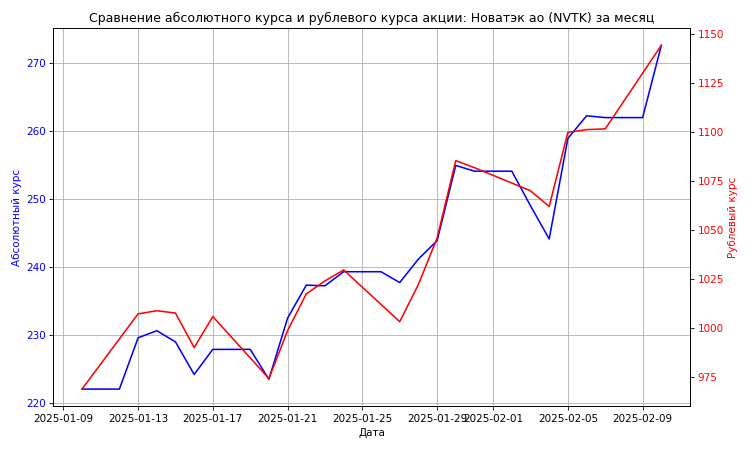 Сравнение абсолютного курса и рублевого курса акции: Новатэк ао (NVTK) за месяц
270
260
250
240
230
220
Абсолютный курс
1150
1125
1100
1075
1050
1025
1000
975
Рублевый курс
2025-01-09 2025-01-13 2025-01-17 2025-01-21 2025-01-25 2025-01-29 2025-02-01 2025-02-05 2025-02-09
Дата